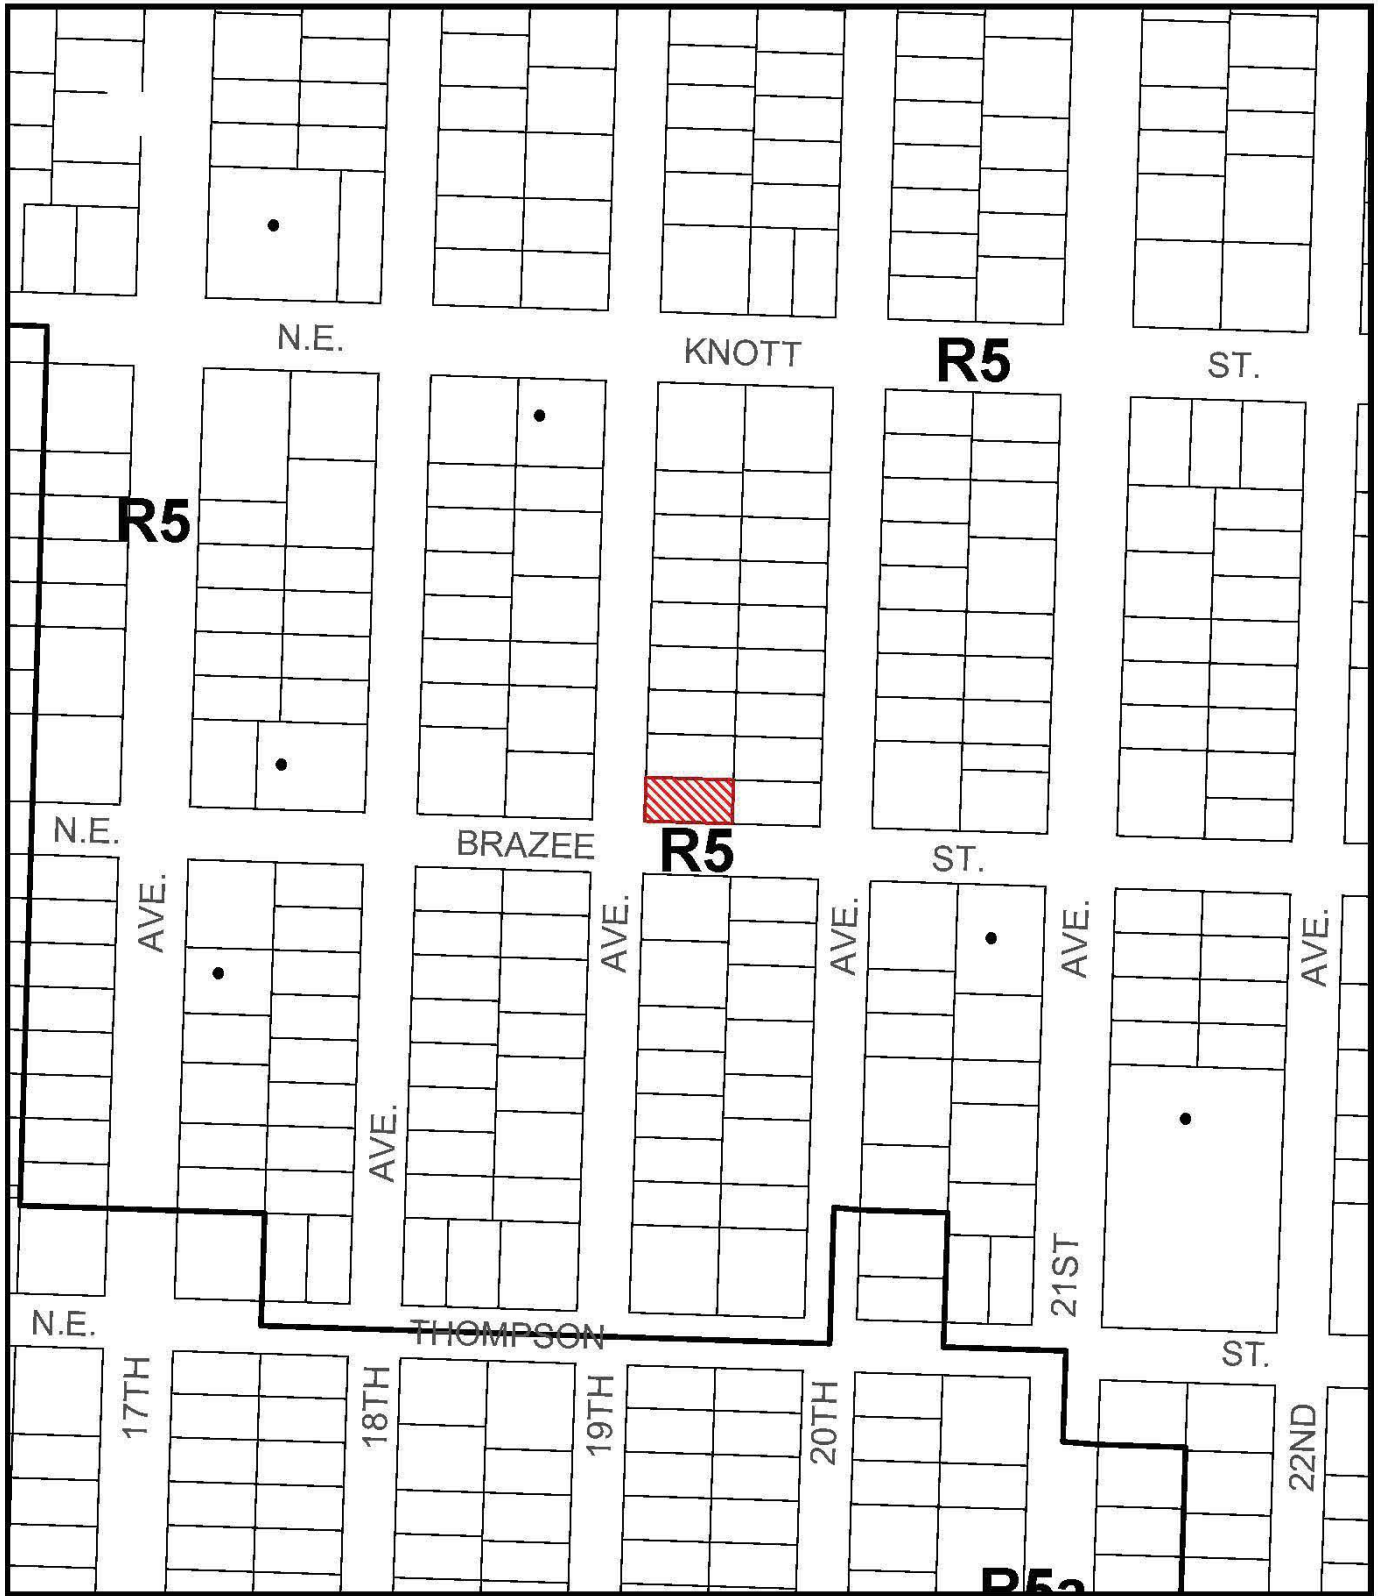 N.E. KNOTT ST.
R5
R5
N.E. BRAZEE ST.
R5
AVE.
AVE.
AVE.
AVE.
AVE.
AVE.
21ST
N.E. THOMPSON ST.
17TH
18TH
19TH
20TH
22ND
R5a